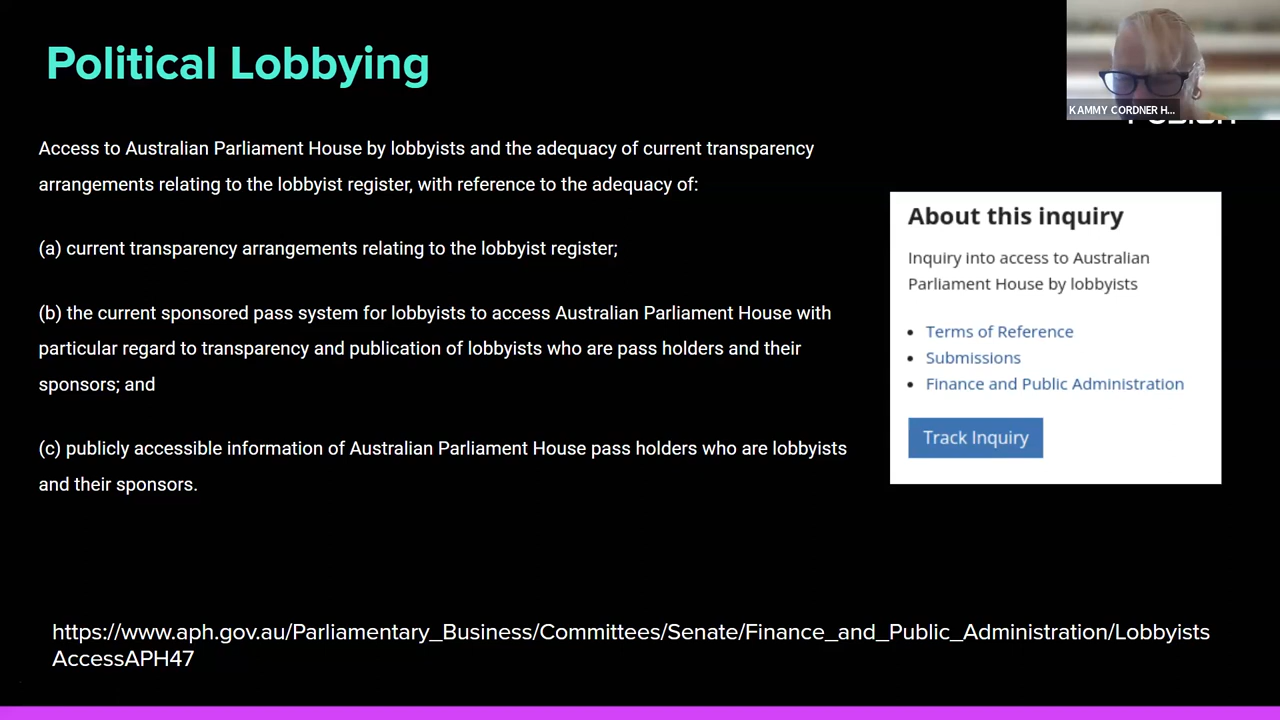 Political Lobbying
KAMMY CORDNER H...
Access to Australian Parliament House by lobbyists and the adequacy of current transparency
arrangements relating to the lobbyist register, with reference to the adequacy of:
(a) current transparency arrangements relating to the lobbyist register;
(b) the current sponsored pass system for lobbyists to access Australian Parliament House with
particular regard to transparency and publication of lobbyists who are pass holders and their
sponsors; and
(c) publicly accessible information of Australian Parliament House pass holders who are lobbyists
and their sponsors.
About this inquiry
Inquiry into access to Australian
Parliament House by lobbyists
• Terms of Reference
• Submissions
• Finance and Public Administration
Track Inquiry
https://www.aph.gov.au/Parliamentary_Business/Committees/Senate/Finance_and_Public_Administration/Lobbyists
AccessAPH47